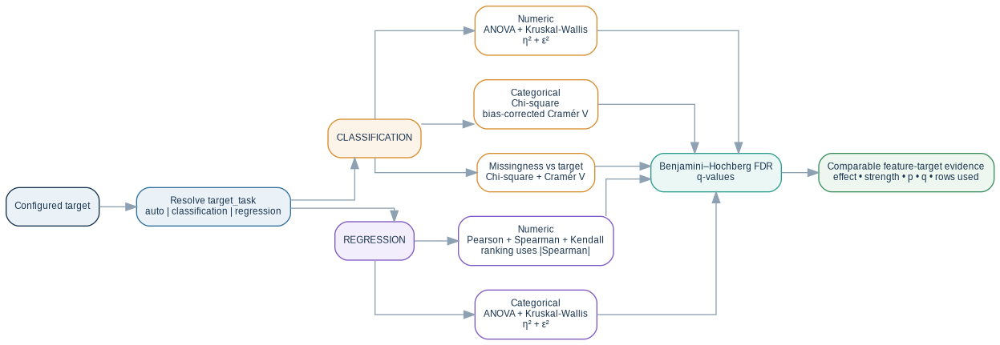 Configured target
Resolve target_task
auto | classification | regression
CLASSIFICATION
REGRESSION
Numeric
ANOVA + Kruskal-Wallis
η² + ε²
Categorical
Chi-square
bias-corrected Cramér V
Missingness vs target
Chi-square + Cramér V
Numeric
Pearson + Spearman + Kendall
ranking uses |Spearman|
Categorical
ANOVA + Kruskal-Wallis
η² + ε²
Benjamini–Hochberg FDR
q-values
Comparable feature-target evidence
effect • strength • p • q • rows used